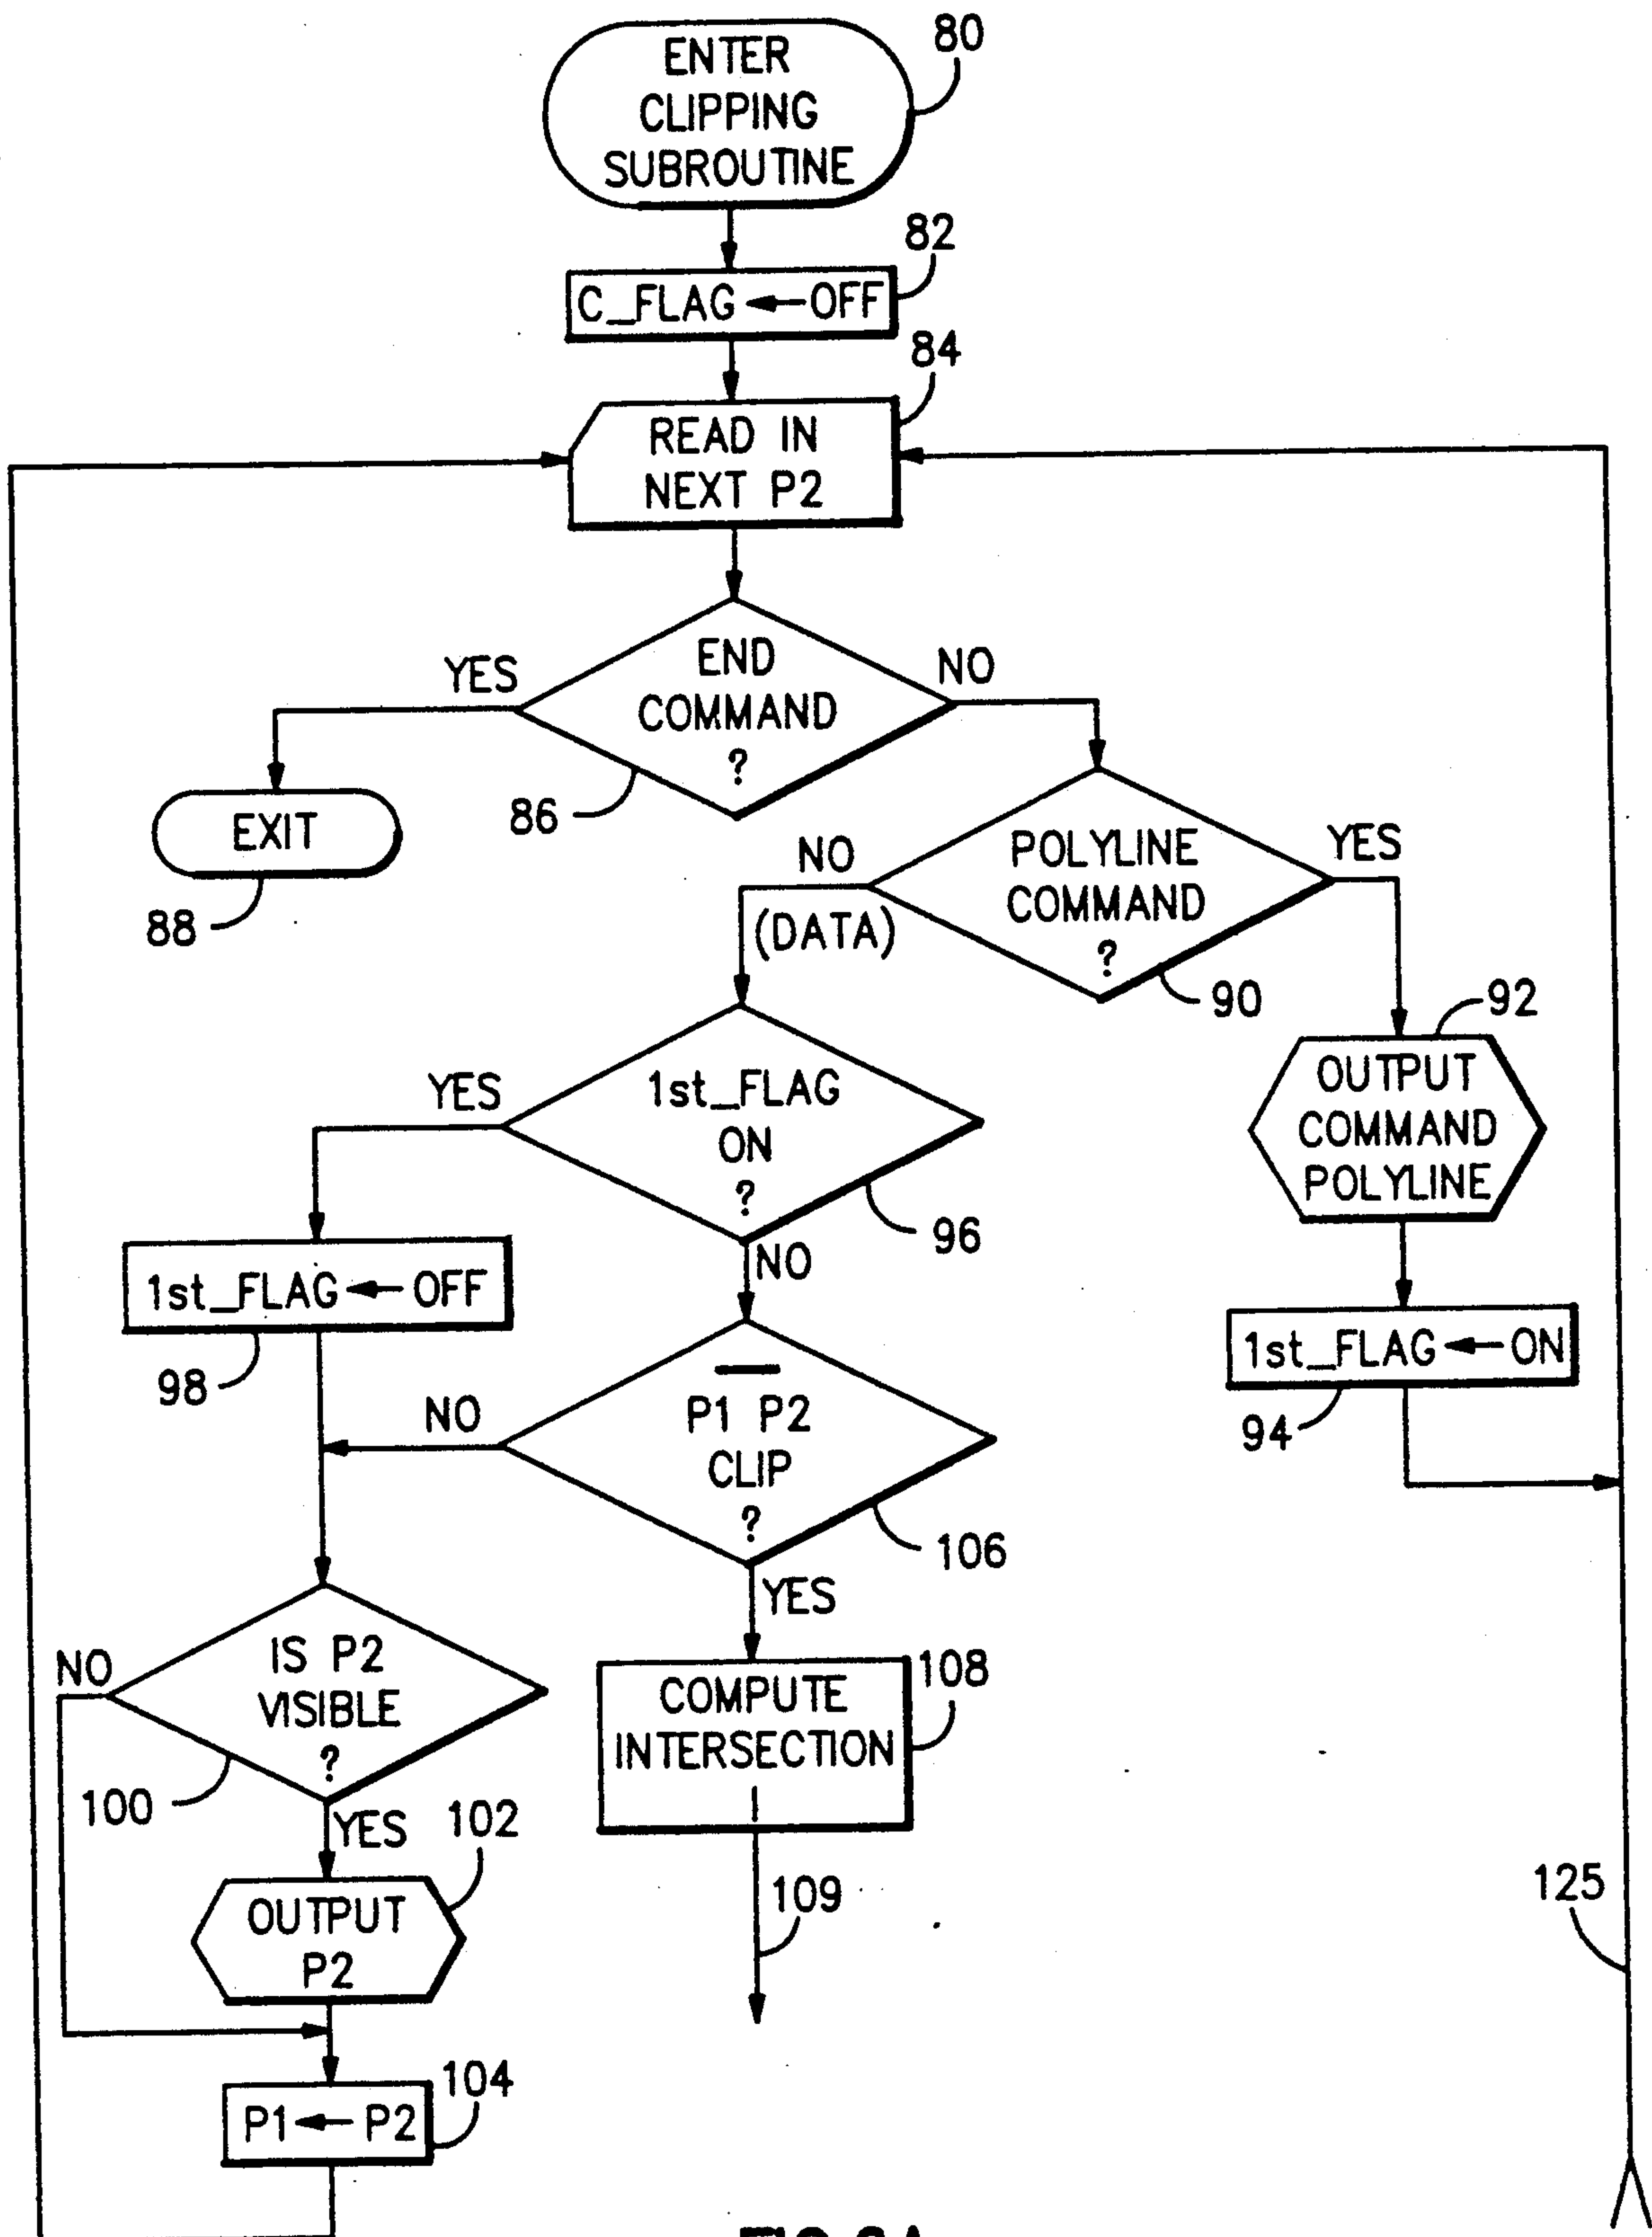 80
ENTER
CLIPPING
SUBROUTINE
82
C_FLAG ← OFF
84
READ IN
NEXT P2
YES
END
COMMAND
?
NO
86
EXIT
88
NO
(DATA)
POLYLINE
COMMAND
?
YES
90
92
OUTPUT
COMMAND
POLYLINE
YES
1st_FLAG
ON
?
96
NO
1st_FLAG ← OFF
98
1st_FLAG ← ON
94
NO
P1 P2
CLIP
?
106
YES
NO
IS P2
VISIBLE
?
100
YES
108
COMPUTE
INTERSECTION
102
OUTPUT
P2
109
125
104
P1 ← P2